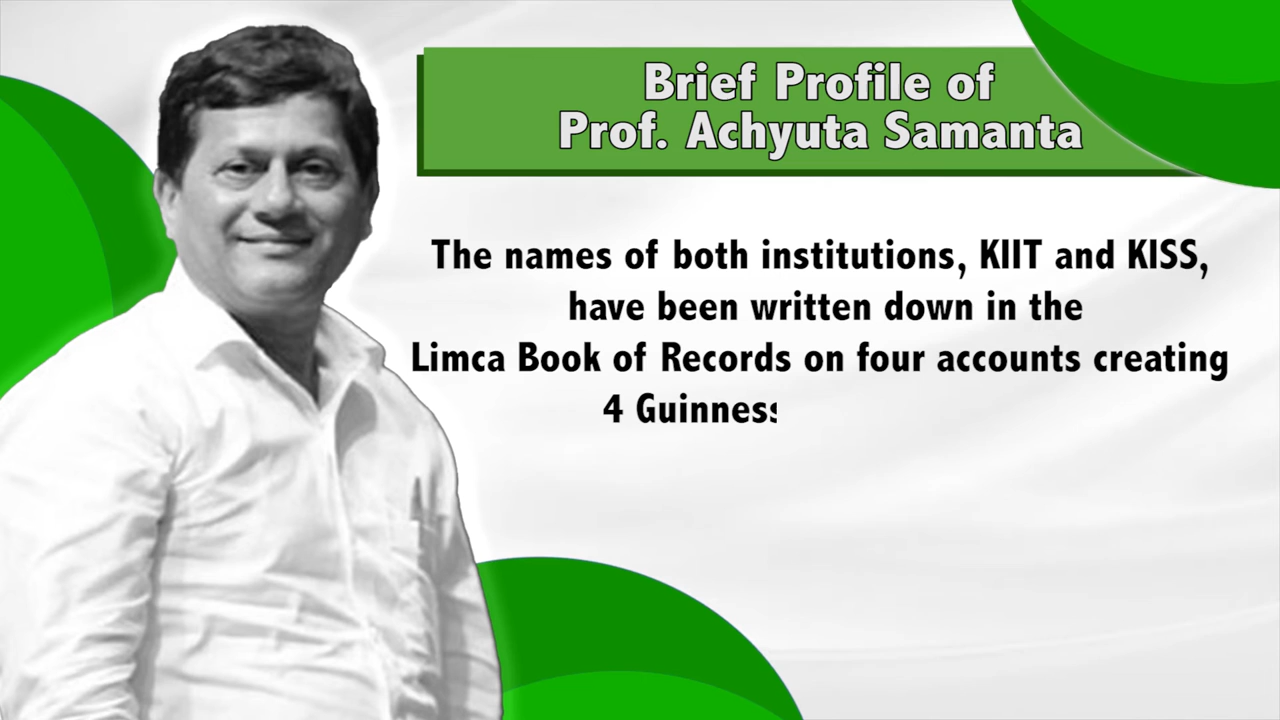 Brief Profile of
Prof. Achyuta Samanta
The names of both institutions, KIIT and KISS,
have been written down in the
Limca Book of Records on four accounts creating
4 Guinness